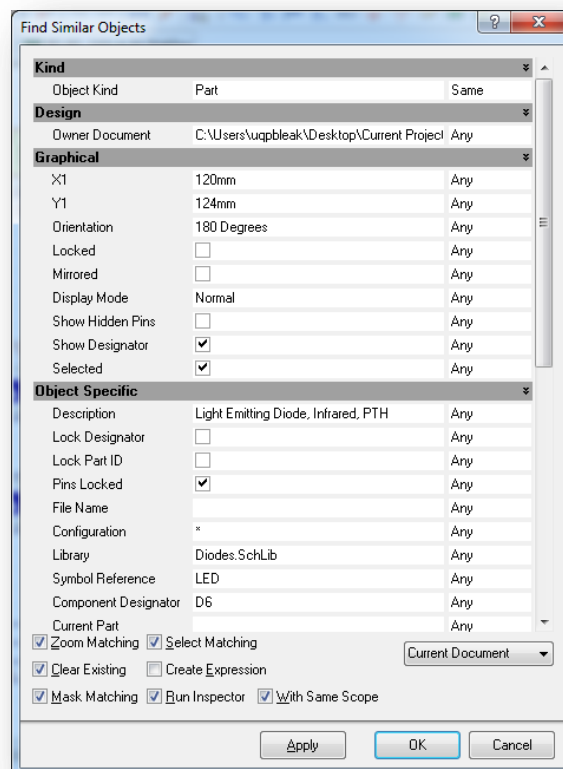 Find Similar Objects
Kind
Object Kind Part Same
Design
Owner Document C:\Users\uqpbleak\Desktop\Current Project Any
Graphical
X1 120mm Any
Y1 124mm Any
Orientation 180 Degrees Any
Locked Any
Mirrored Any
Display Mode Normal Any
Show Hidden Pins Any
Show Designator Any
Selected Any
Object Specific
Description Light Emitting Diode, Infrared, PTH Any
Lock Designator Any
Lock Part ID Any
Pins Locked Any
File Name Any
Configuration * Any
Library Diodes.SchLib Any
Symbol Reference LED Any
Component Designator D6 Any
Current Part Any
Zoom Matching Select Matching
Current Document
Clear Existing Create Expression
Mask Matching Run Inspector With Same Scope
Apply OK Cancel